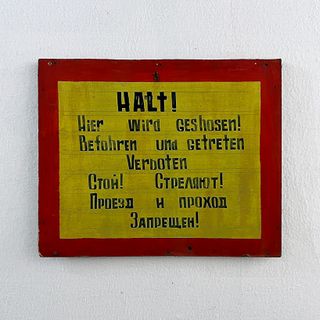 HALT!
Hier wird geshosen!
Befohren und getreten
Verboten
Стой! Стреляют!
Проезд и проход
Запрещен!